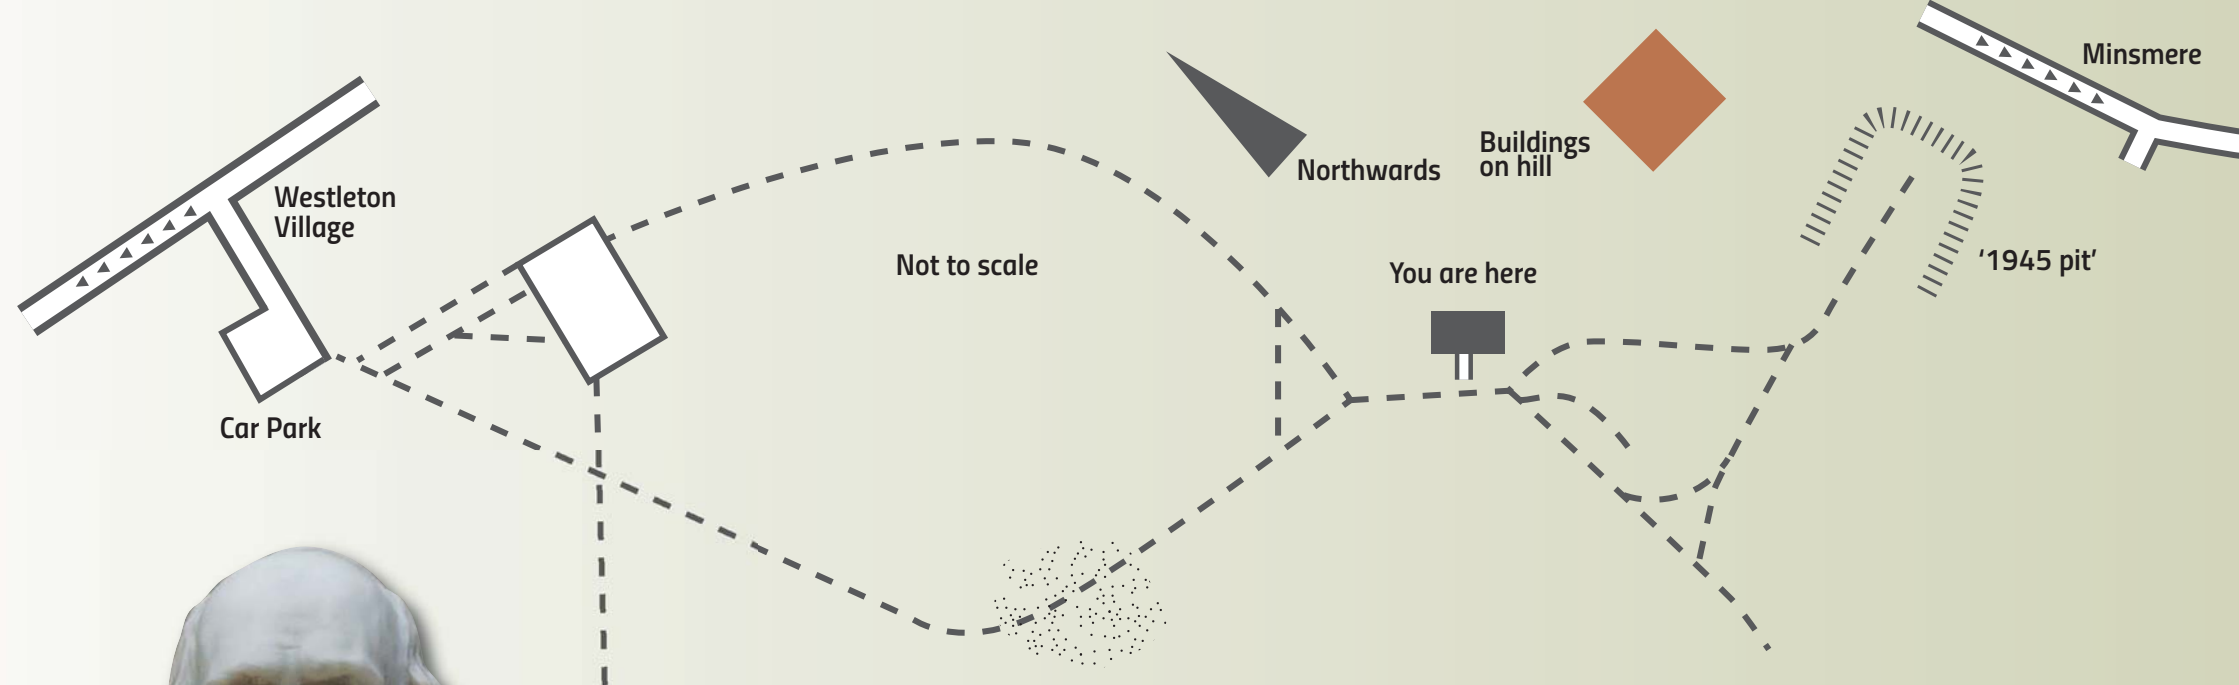 Minsmere
Westleton
Village
Northwards
Buildings
on hill
Not to scale
You are here
'1945 pit'
Car Park